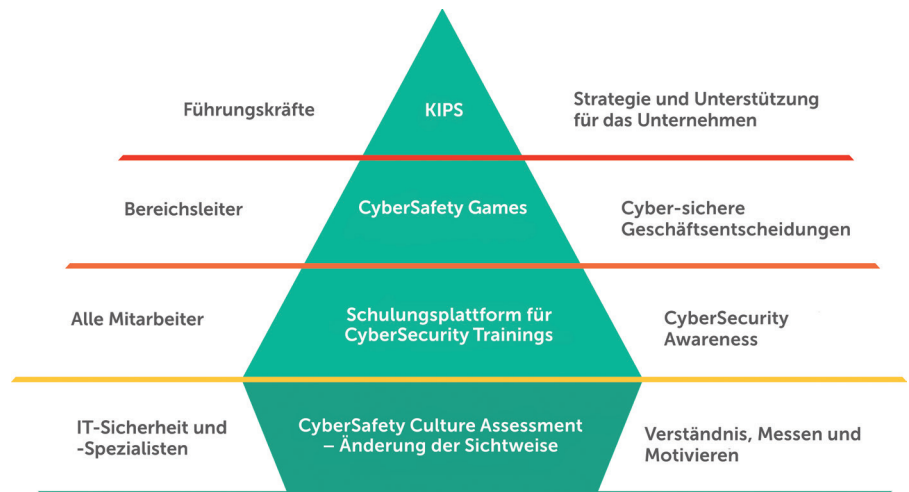 Führungskräfte
KIPS
Strategie und Unterstützung
für das Unternehmen
Bereichsleiter
CyberSafety Games
Cyber-sichere
Geschäftsentscheidungen
Alle Mitarbeiter
Schulungsplattform für
CyberSecurity Trainings
CyberSecurity
Awareness
IT-Sicherheit und
-Spezialisten
CyberSafety Culture Assessment
– Änderung der Sichtweise
Verständnis, Messen und
Motivieren